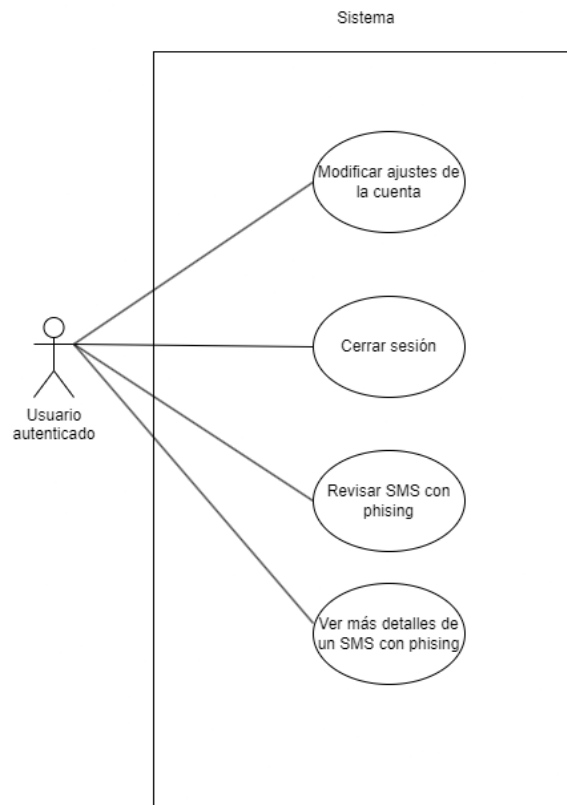 Sistema
Modificar ajustes de
la cuenta
Cerrar sesión
Usuario
autenticado
Revisar SMS con
phising
Ver más detalles de
un SMS con phising